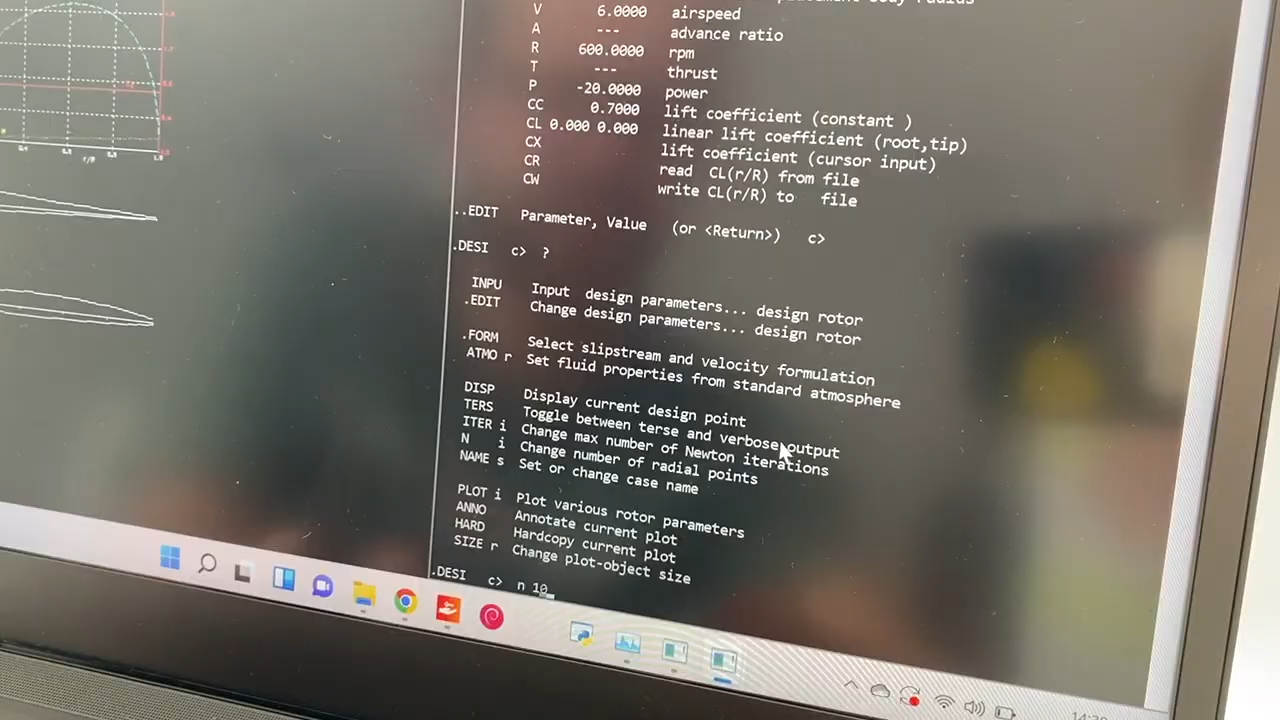 body radius
V 6.0000 airspeed
A --- advance ratio
R 600.0000 rpm
T --- thrust
P -20.0000 power
CC 0.7000 lift coefficient (constant )
CL 0.000 0.000 linear lift coefficient (root,tip)
CX lift coefficient (cursor input)
CR read CL(r/R) from file
CW write CL(r/R) to file
..EDIT Parameter, Value (or <Return>) c>
.DESI c> ?
INPU Input design parameters... design rotor
.EDIT Change design parameters... design rotor
.FORM Select slipstream and velocity formulation
ATMO r Set fluid properties from standard atmosphere
DISP Display current design point
TERS Toggle between terse and verbose output
ITER i Change max number of Newton iterations
N i Change number of radial points
NAME s Set or change case name
PLOT i Plot various rotor parameters
ANNO Annotate current plot
HARD Hardcopy current plot
SIZE r Change plot-object size
.DESI c> n 10
r/R